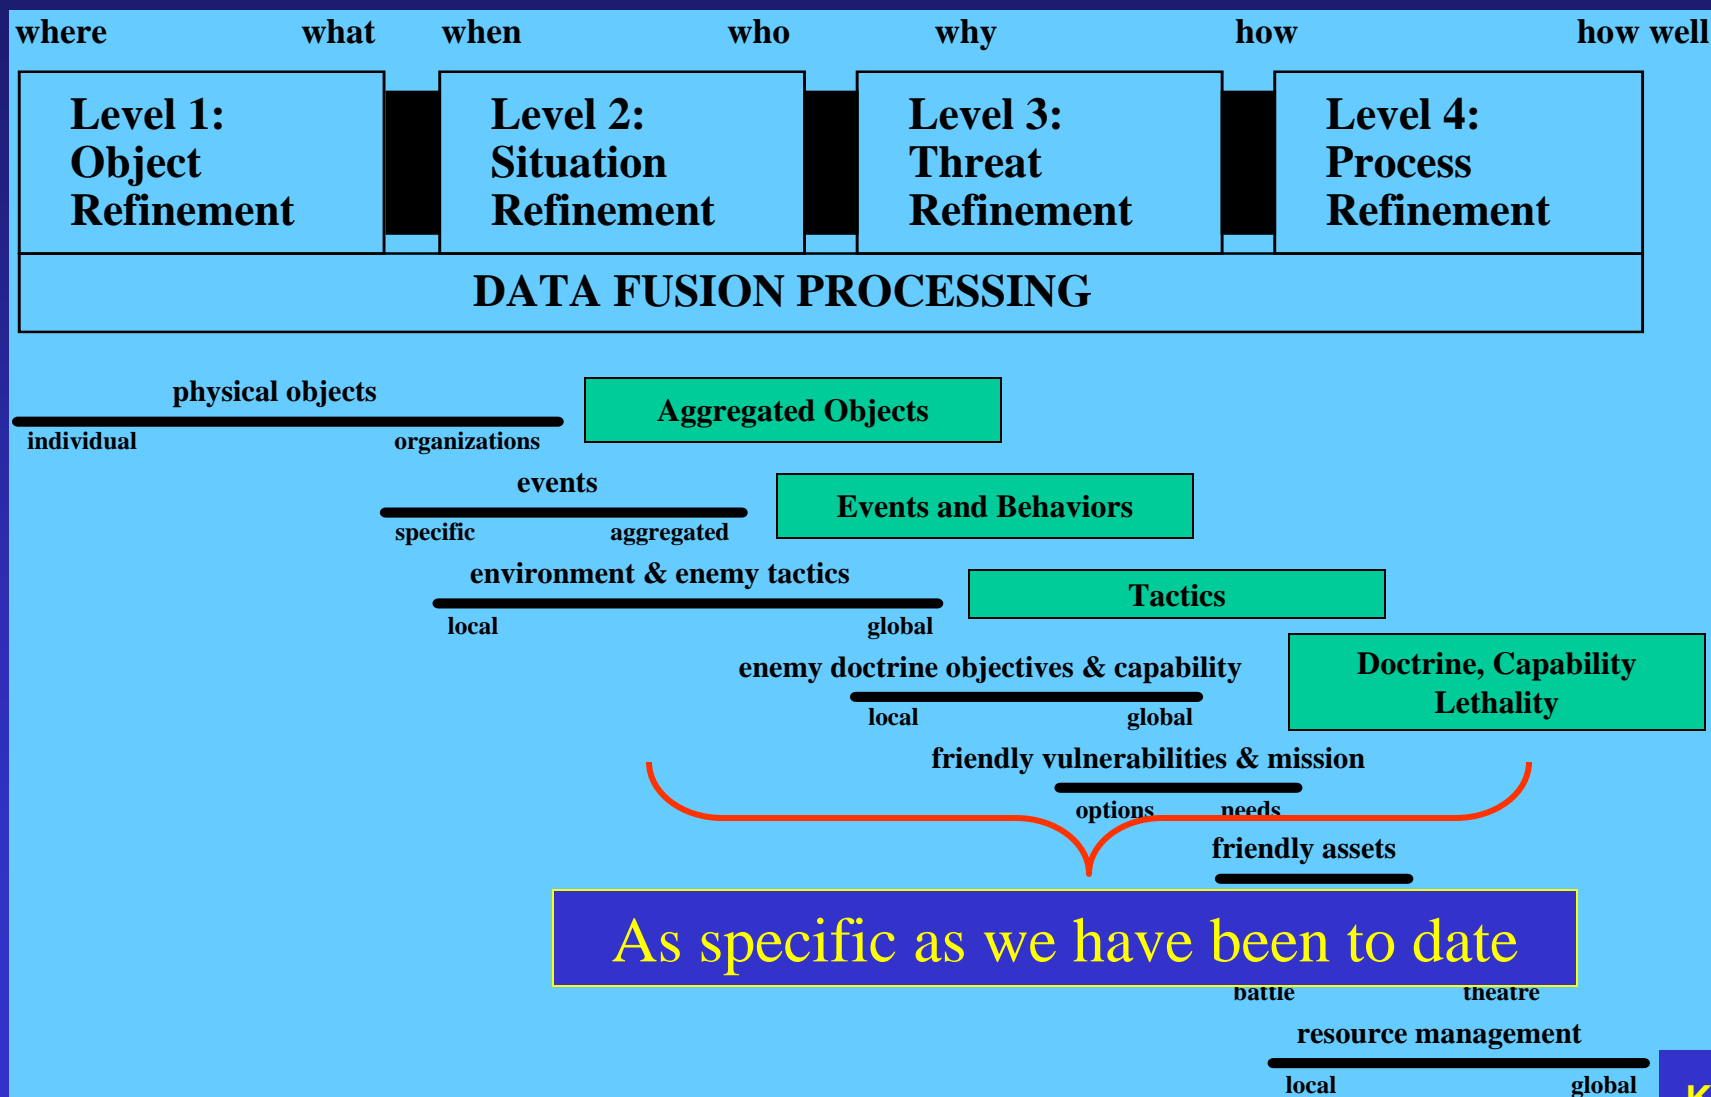 where what when who why how how well
Level 1:
Object
Refinement
Level 2:
Situation
Refinement
Level 3:
Threat
Refinement
Level 4:
Process
Refinement
DATA FUSION PROCESSING
physical objects
individual organizations
Aggregated Objects
events
specific aggregated
Events and Behaviors
environment & enemy tactics
local global
Tactics
enemy doctrine objectives & capability
local global
Doctrine, Capability
Lethality
friendly vulnerabilities & mission
options needs
friendly assets
As specific as we have been to date
battle theatre
resource management
local global